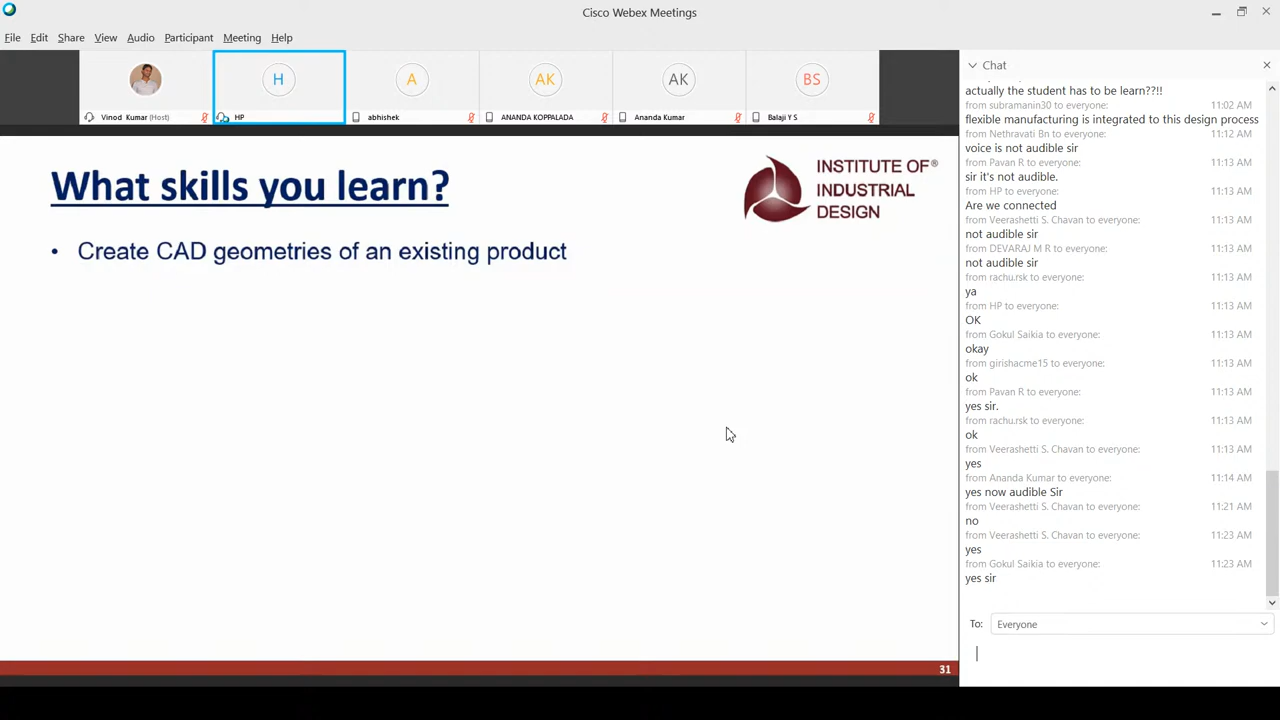 Cisco Webex Meetings
File Edit Share View Audio Participant Meeting Help
H
A
AK
AK
BS
Vinod Kumar (Host)
HP
abhishek
ANANDA KOPPALADA
Ananda Kumar
Balaji Y S
What skills you learn?
INSTITUTE OF®
INDUSTRIAL
DESIGN
• Create CAD geometries of an existing product
31
Chat
actually the student has to be learn??!!
from subramanin30 to everyone: 11:02 AM
flexible manufacturing is integrated to this design process
from Nethravati Bn to everyone: 11:12 AM
voice is not audible sir
from Pavan R to everyone: 11:13 AM
sir it's not audible.
from HP to everyone: 11:13 AM
Are we connected
from Veerashetti S. Chavan to everyone: 11:13 AM
not audible sir
from DEVARAJ M R to everyone: 11:13 AM
not audible sir
from rachu.rsk to everyone: 11:13 AM
ya
from HP to everyone: 11:13 AM
OK
from Gokul Saikia to everyone: 11:13 AM
okay
from girishacme15 to everyone: 11:13 AM
ok
from Pavan R to everyone: 11:13 AM
yes sir.
from rachu.rsk to everyone: 11:13 AM
ok
from Veerashetti S. Chavan to everyone: 11:13 AM
yes
from Ananda Kumar to everyone: 11:14 AM
yes now audible Sir
from Veerashetti S. Chavan to everyone: 11:21 AM
no
from Veerashetti S. Chavan to everyone: 11:23 AM
yes
from Gokul Saikia to everyone: 11:23 AM
yes sir
To: Everyone